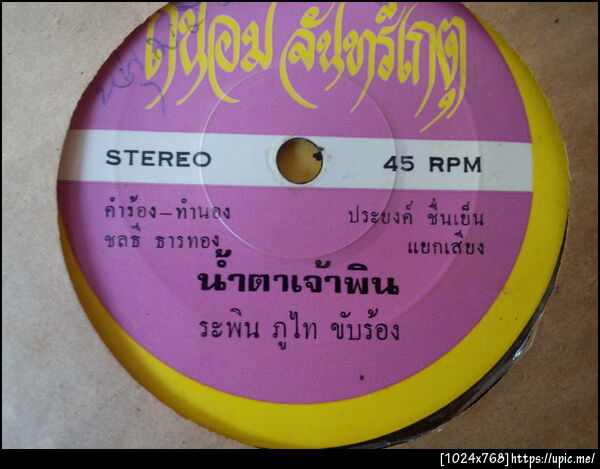 ถนอม จันทรีเกตุ
STEREO 45 RPM
คำร้อง-ทำนอง ประยงค์ ชื่นเย็น
ชลธี ธารทอง แยกเสียง
น้ำตาเจ้าพิน
ระพิน ภูไท ขับร้อง
[1024x768]https://upic.me/